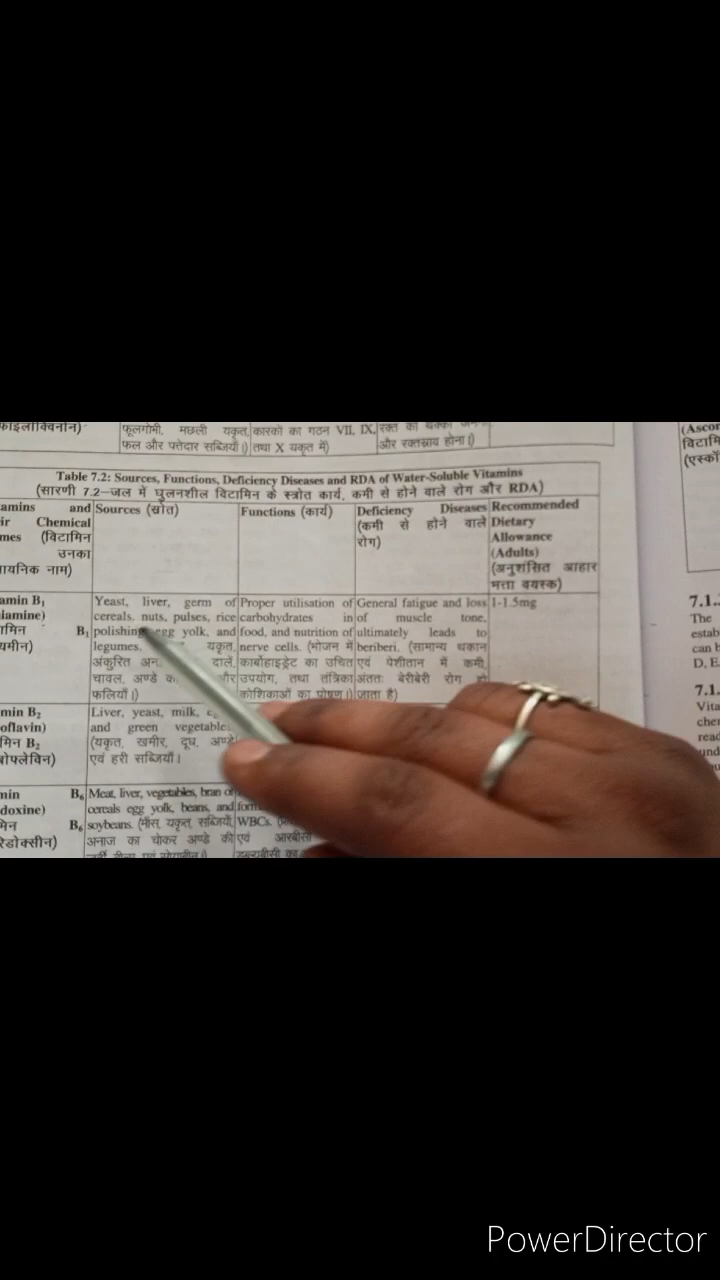 फूलगोभी, मछली यकृत, कारकों का गठन VII, IX,
फल और पत्तेदार सब्जियाँ।) तथा X यकृत में) और रक्तस्राव होना।)
(Ascor
विटामि
(एस्कॉ
Table 7.2: Sources, Functions, Deficiency Diseases and RDA of Water-Soluble Vitamins
(सारणी 7.2–जल में घुलनशील विटामिन के स्त्रोत कार्य, कमी से होने वाले रोग और RDA)
amins and
ir Chemical
mes (विटामिन
उनका
ायनिक नाम)
Sources (स्रोत)
Functions (कार्य)
Deficiency Diseases
(कमी से होने वाले
रोग)
Recommended
Dietary
Allowance
(Adults)
(अनुशंसित आहार
भत्ता वयस्क)
amin B₁
iamine)
ामिन B₁
यमीन)
Yeast, liver, germ of
cereals, nuts, pulses, rice
polishing egg yolk, and
legumes. यकृत,
अंकुरित दालें,
चावल, अण्डे और
फलियाँ।)
Proper utilisation of
carbohydrates in
food, and nutrition of
nerve cells. (भोजन में
कार्बोहाइड्रेट का उचित
उपयोग, तथा तंत्रिका
कोशिकाओं का पोषण।)
General fatigue and loss
of muscle tone,
ultimately leads to
beriberi. (सामान्य थकान
एवं पेशीतान में कमी,
अंततः बेरीबेरी रोग हो
जाता है)
1-1.5mg
min B₂
oflavin)
मिन B₂
बोफ्लेविन)
Liver, yeast, milk,
and green vegetables
(यकृत, खमीर, दूध, अण्डे
एवं हरी सब्जियाँ।
min B₆
doxine)
मिन B₆
रेडोक्सीन)
Meat, liver, vegetables, bran of
cereals egg yolk, beans, and
soybeans. (माँस, यकृत, सब्जियाँ,
अनाज का चोकर अण्डे की
WBCs.
एवं आरबीसी
7.1.
The
estab
can b
D, E
7.1.
Vita
cher
read
und
PowerDirector